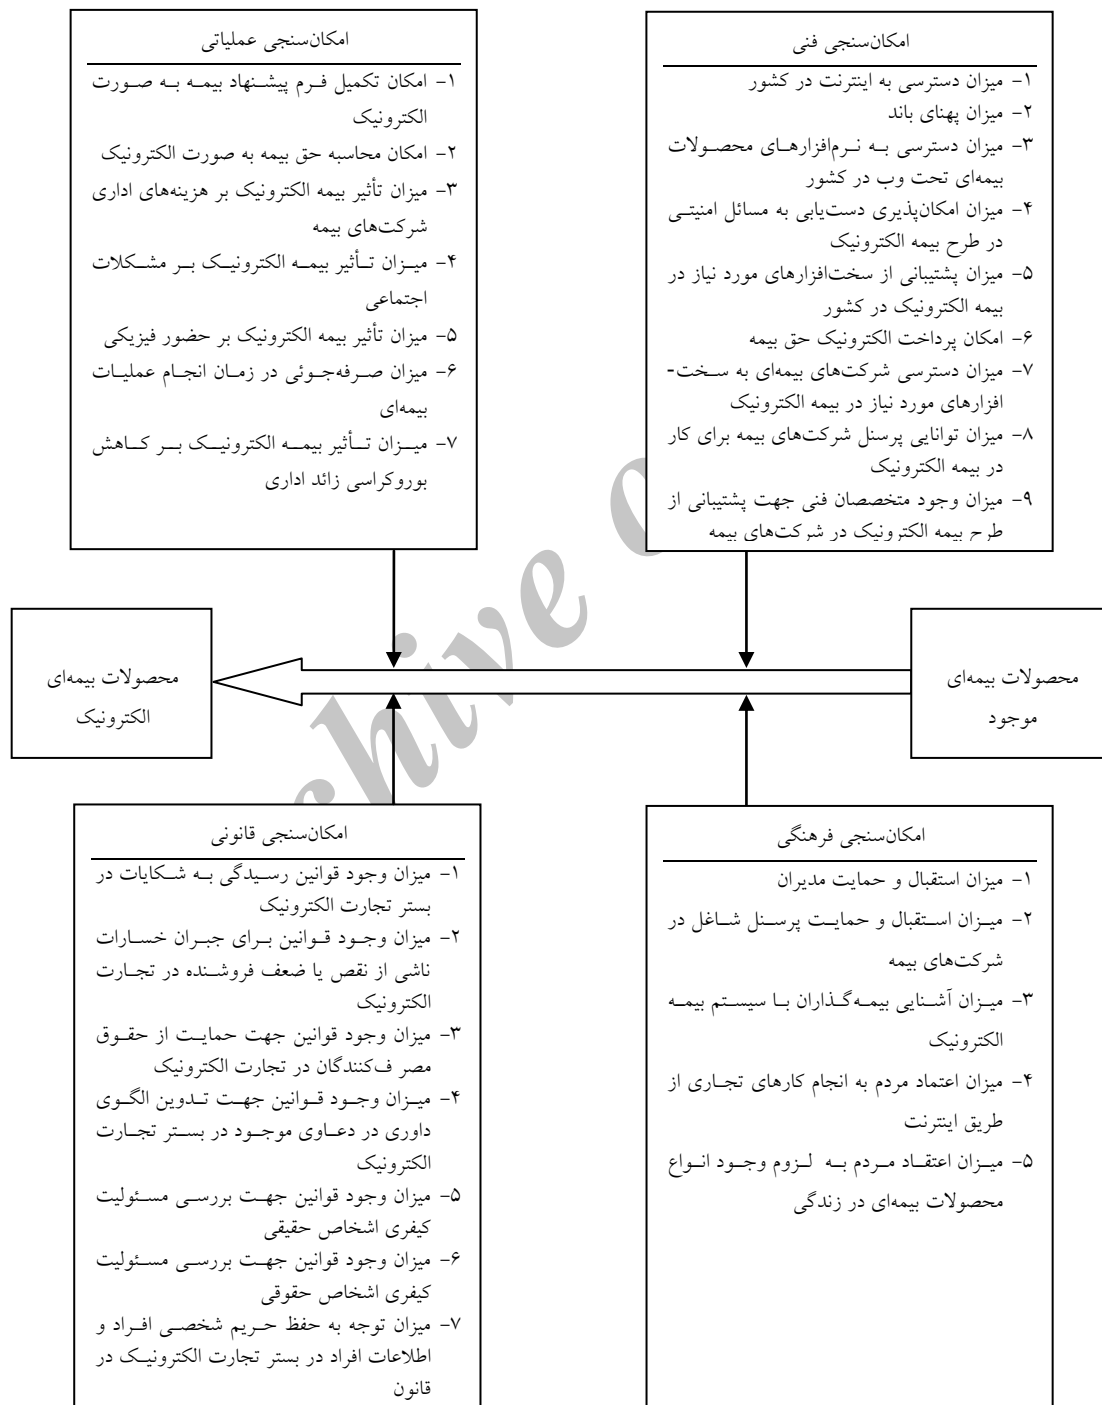 امکان‌سنجی فنی
۱- میزان دسترسی به اینترنت در کشور
۲- میزان پهنای باند
۳- میزان دسترسی به نرم‌افزارهای محصولات
بیمه‌ای تحت وب در کشور
۴- میزان امکان‌پذیری دست‌یابی به مسائل امنیتی
در طرح بیمه الکترونیک
۵- میزان پشتیبانی از سخت‌افزارهای مورد نیاز در
بیمه الکترونیک در کشور
۶- امکان پرداخت الکترونیک حق بیمه
۷- میزان دسترسی شرکت‌های بیمه‌ای به سخت-
افزارهای مورد نیاز در بیمه الکترونیک
۸- میزان توانایی پرسنل شرکت‌های بیمه برای کار
در بیمه الکترونیک
۹- میزان وجود متخصصان فنی جهت پشتیبانی از
طرح بیمه الکترونیک در شرکت‌های بیمه
امکان‌سنجی عملیاتی
۱- امکان تکمیل فرم پیشنهاد بیمه به صورت
الکترونیک
۲- امکان محاسبه حق بیمه به صورت الکترونیک
۳- میزان تأثیر بیمه الکترونیک بر هزینه‌های اداری
شرکت‌های بیمه
۴- میزان تأثیر بیمه الکترونیک بر مشکلات
اجتماعی
۵- میزان تأثیر بیمه الکترونیک بر حضور فیزیکی
۶- میزان صرفه‌جوئی در زمان انجام عملیات
بیمه‌ای
۷- میزان تأثیر بیمه الکترونیک بر کاهش
بوروکراسی زائد اداری
محصولات بیمه‌ای
موجود
محصولات بیمه‌ای
الکترونیک
امکان‌سنجی فرهنگی
۱- میزان استقبال و حمایت مدیران
۲- میزان استقبال و حمایت پرسنل شاغل در
شرکت‌های بیمه
۳- میزان آشنایی بیمه‌گذاران با سیستم بیمه
الکترونیک
۴- میزان اعتماد مردم به انجام کارهای تجاری از
طریق اینترنت
۵- میزان اعتقاد مردم به لزوم وجود انواع
محصولات بیمه‌ای در زندگی
امکان‌سنجی قانونی
۱- میزان وجود قوانین رسیدگی به شکایات در
بستر تجارت الکترونیک
۲- میزان وجود قوانین برای جبران خسارات
ناشی از نقص یا ضعف فروشنده در تجارت
الکترونیک
۳- میزان وجود قوانین جهت حمایت از حقوق
مصر ف‌کنندگان در تجارت الکترونیک
۴- میزان وجود قوانین جهت تدوین الگوی
داوری در دعاوی موجود در بستر تجارت
الکترونیک
۵- میزان وجود قوانین جهت بررسی مسئولیت
کیفری اشخاص حقیقی
۶- میزان وجود قوانین جهت بررسی مسئولیت
کیفری اشخاص حقوقی
۷- میزان توجه به حفظ حریم شخصی افراد و
اطلاعات افراد در بستر تجارت الکترونیک در
قانون